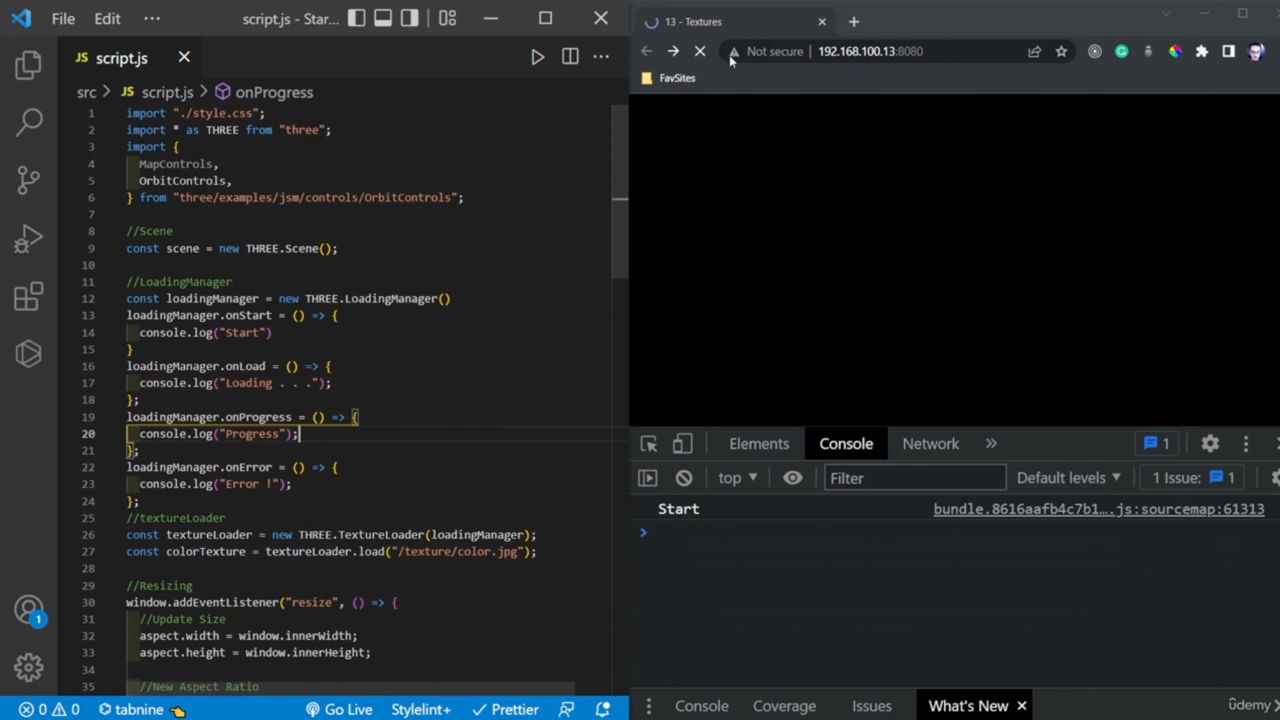 File Edit ··· script.js - Star...
JS script.js
src > JS script.js > onProgress
1 import "./style.css";
2 import * as THREE from "three";
3 import {
4 MapControls,
5 OrbitControls,
6 } from "three/examples/jsm/controls/OrbitControls";
7
8 //Scene
9 const scene = new THREE.Scene();
10
11 //LoadingManager
12 const loadingManager = new THREE.LoadingManager()
13 loadingManager.onStart = () => {
14 console.log("Start")
15 }
16 loadingManager.onLoad = () => {
17 console.log("Loading . . .");
18 };
19 loadingManager.onProgress = () => {
20 console.log("Progress");
21 };
22 loadingManager.onError = () => {
23 console.log("Error !");
24 };
25 //textureLoader
26 const textureLoader = new THREE.TextureLoader(loadingManager);
27 const colorTexture = textureLoader.load("/texture/color.jpg");
28
29 //Resizing
30 window.addEventListener("resize", () => {
31 //Update Size
32 aspect.width = window.innerWidth;
33 aspect.height = window.innerHeight;
34
35 //New Aspect Ratio
1
0 0 tabnine Go Live Stylelint+ Prettier
13 - Textures
Not secure 192.168.100.13:8080
FavSites
Elements Console Network » 1
top Filter Default levels 1 Issue: 1
Start bundle.8616aafb4c7b1….js:sourcemap:61313
>
Console Coverage Issues What's New
ûdemy